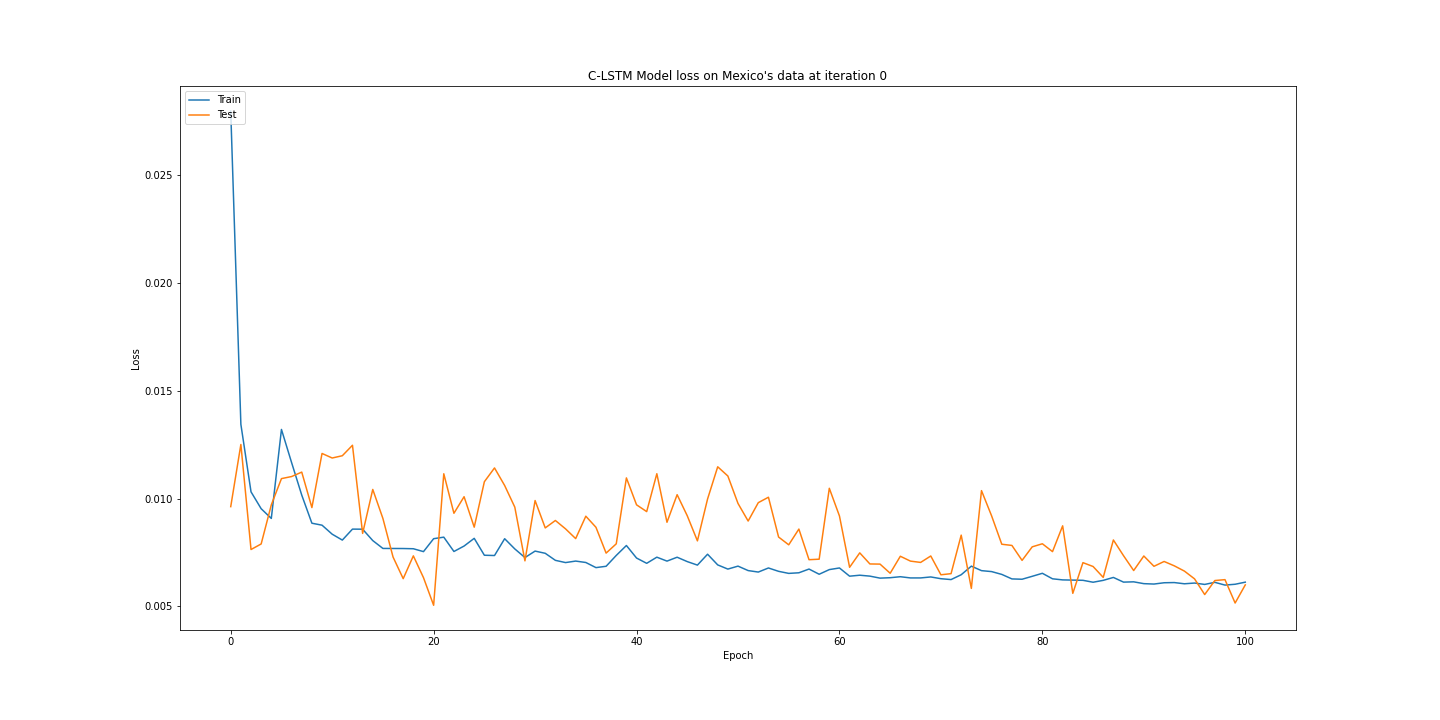 C-LSTM Model loss on Mexico's data at iteration 0
Train
Test
0.025
0.020
0.015
0.010
0.005
Loss
0 20 40 60 80 100
Epoch